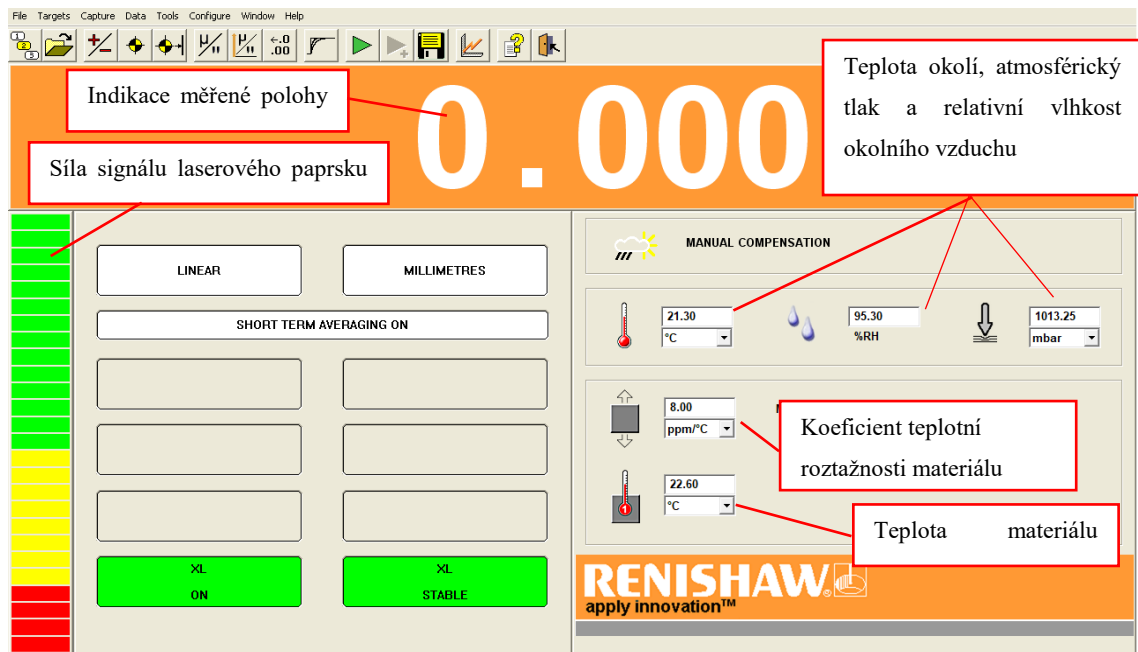 File Targets Capture Data Tools Configure Window Help
Indikace měřené polohy
0.000
Teplota okolí, atmosférický
tlak a relativní vlhkost
okolního vzduchu
Síla signálu laserového paprsku
LINEAR
MILLIMETRES
SHORT TERM AVERAGING ON
XL
ON
XL
STABLE
MANUAL COMPENSATION
21.30
°C
95.30
%RH
1013.25
mbar
8.00
ppm/°C
Koeficient teplotní
roztažnosti materiálu
22.60
°C
Teplota materiálu
RENISHAW
apply innovation™